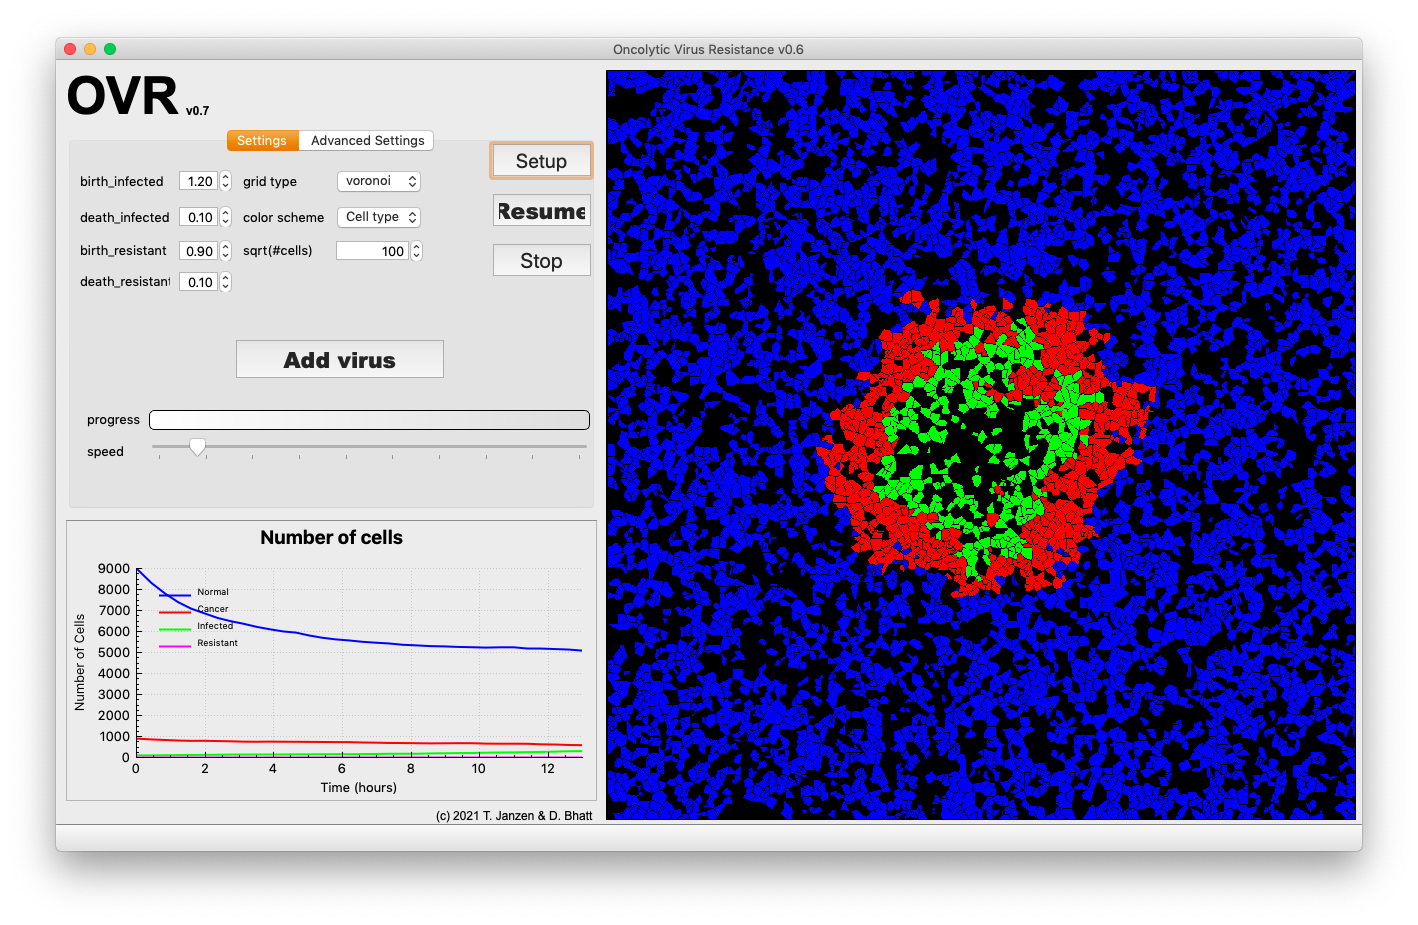 Oncolytic Virus Resistance v0.6
OVR v0.7
Settings Advanced Settings
Setup
birth_infected 1.20 grid type voronoi
Resume
death_infected 0.10 color scheme Cell type
birth_resistant 0.90 sqrt(#cells) 100
Stop
death_resistant 0.10
Add virus
progress
speed
Number of cells
9000
8000
7000
6000
5000
4000
3000
2000
1000
0
Number of Cells
Normal
Cancer
Infected
Resistant
0 2 4 6 8 10 12
Time (hours)
(c) 2021 T. Janzen & D. Bhatt